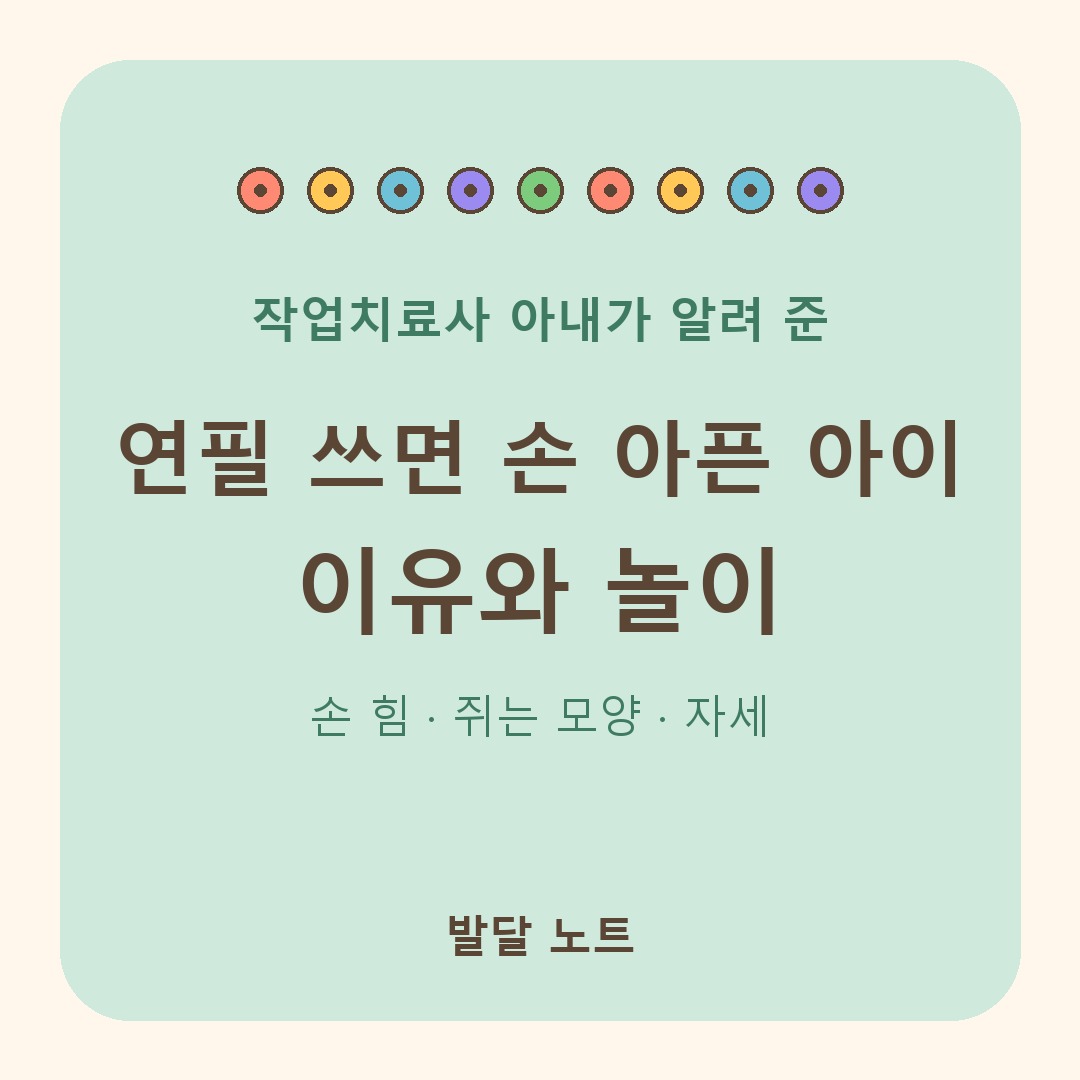 작업치료사 아내가 알려 준
연필 쓰면 손 아픈 아이
이유와 놀이
손 힘 · 쥐는 모양 · 자세
발달 노트